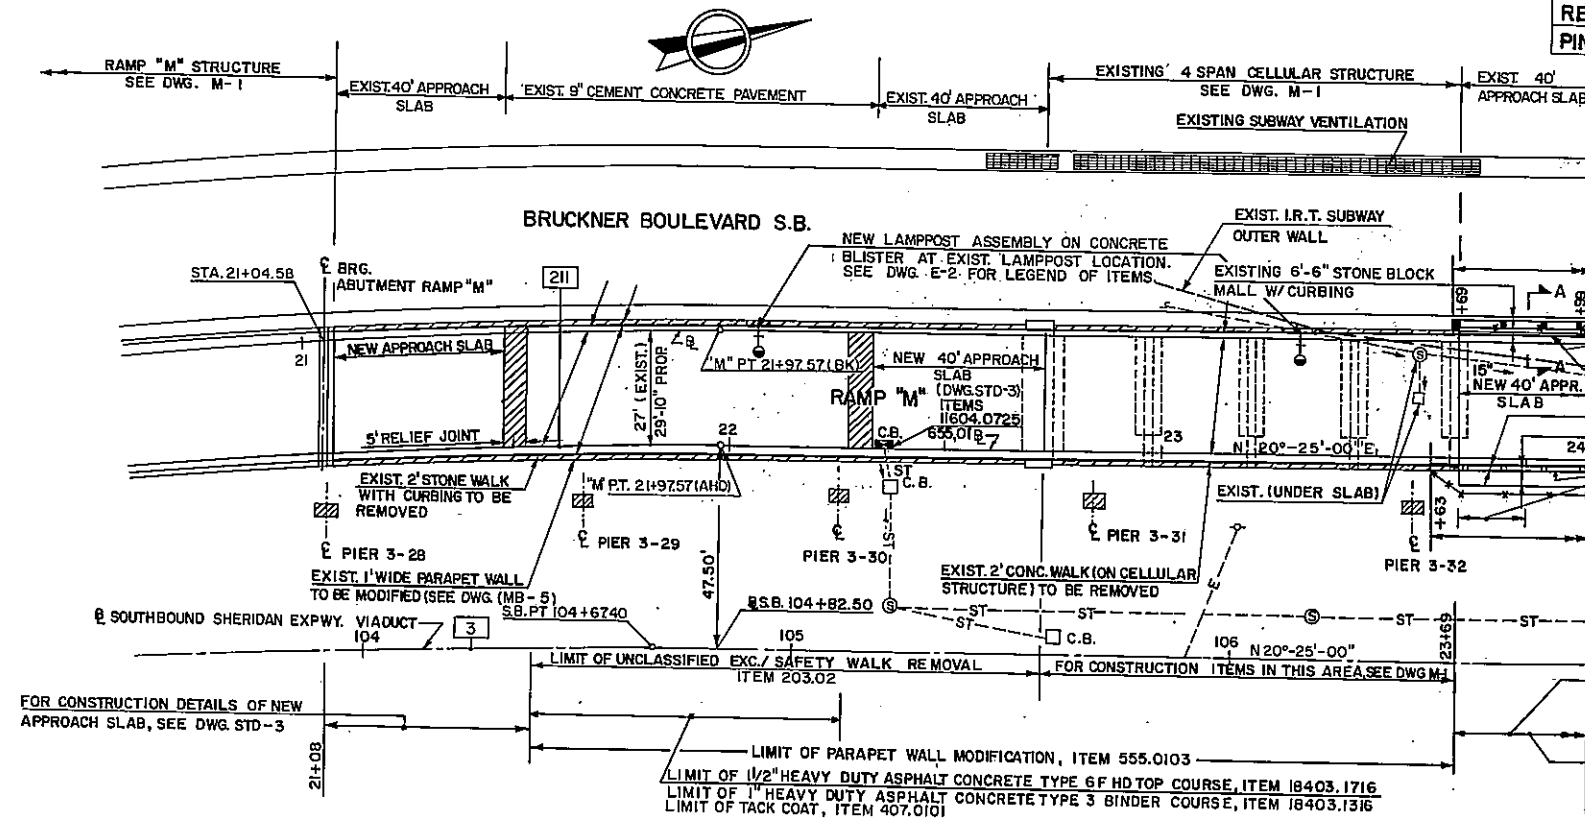 RE
PIN
RAMP "M" STRUCTURE
SEE DWG. M-1
EXIST. 40' APPROACH
SLAB
EXIST. 9" CEMENT CONCRETE PAVEMENT
EXIST. 40' APPROACH
SLAB
EXISTING 4 SPAN CELLULAR STRUCTURE
SEE DWG. M-1
EXIST. 40'
APPROACH SLAB
EXISTING SUBWAY VENTILATION
BRUCKNER BOULEVARD S.B.
NEW LAMPPOST ASSEMBLY ON CONCRETE
BLISTER AT EXIST. LAMPPOST LOCATION.
SEE DWG. E-2 FOR LEGEND OF ITEMS
EXIST. I.R.T. SUBWAY
OUTER WALL
EXISTING 6'-6" STONE BLOCK
MALL W/ CURBING
STA. 21+04.58
℄ BRG.
ABUTMENT RAMP "M"
211
+69
A
+99
21
NEW APPROACH SLAB
27' (EXIST.)
29'-10" PROP
℄
"M" PT 21+97.57 (BK)
NEW 40' APPROACH
SLAB
(DWG. STD-3)
ITEMS
11604.0725
655.01
RAMP "M"
S
A
15"
NEW 40' APPR.
SLAB
5' RELIEF JOINT
22
C.B.
23
N 20°-25'-00" E
24
EXIST. 2' STONE WALK
WITH CURBING TO BE
REMOVED
"M" P.T. 21+97.57 (AHD)
ST
C.B.
EXIST. (UNDER SLAB)
+63
℄ PIER 3-28
℄ PIER 3-29
℄
PIER 3-30
ST
℄ PIER 3-31
℄
PIER 3-32
EXIST. 1' WIDE PARAPET WALL
TO BE MODIFIED (SEE DWG. (MB-5)
47.50'
EXIST. 2' CONC. WALK (ON CELLULAR
STRUCTURE) TO BE REMOVED
E
℄ SOUTHBOUND SHERIDAN EXPWY. VIADUCT
104
3
S.B. PT 104+67.40
B.S.B. 104+82.50
S
ST
ST
ST
S
ST
ST
C.B.
105
106
N 20°-25'-00"
23+69
LIMIT OF UNCLASSIFIED EXC./ SAFETY WALK REMOVAL
ITEM 203.02
FOR CONSTRUCTION ITEMS IN THIS AREA, SEE DWG M-1
FOR CONSTRUCTION DETAILS OF NEW
APPROACH SLAB, SEE DWG. STD-3
21+08
LIMIT OF PARAPET WALL MODIFICATION, ITEM 555.0103
LIMIT OF 1 1/2" HEAVY DUTY ASPHALT CONCRETE TYPE 6F HD TOP COURSE, ITEM 18403.1716
LIMIT OF 1" HEAVY DUTY ASPHALT CONCRETE TYPE 3 BINDER COURSE, ITEM 18403.1316
LIMIT OF TACK COAT, ITEM 407.0101